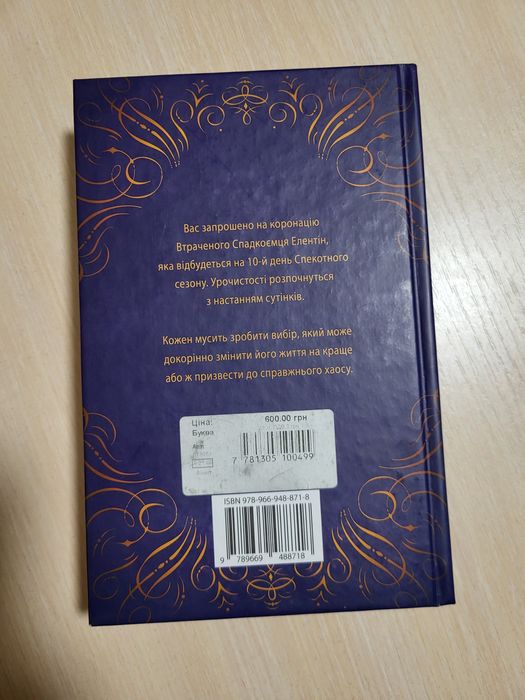 Вас запрошено на коронацію
Втраченого Спадкоємця Елентін,
яка відбудеться на 10-й день Спекотного
сезону. Урочистості розпочнуться
з настанням сутінків.
Кожен мусить зробити вибір, який може
докорінно змінити його життя на краще
або ж призвести до справжнього хаосу.
Ціна: 600.00 грн
Буква
7 781305 100499
ISBN 978-966-948-871-8
9 789669 488718